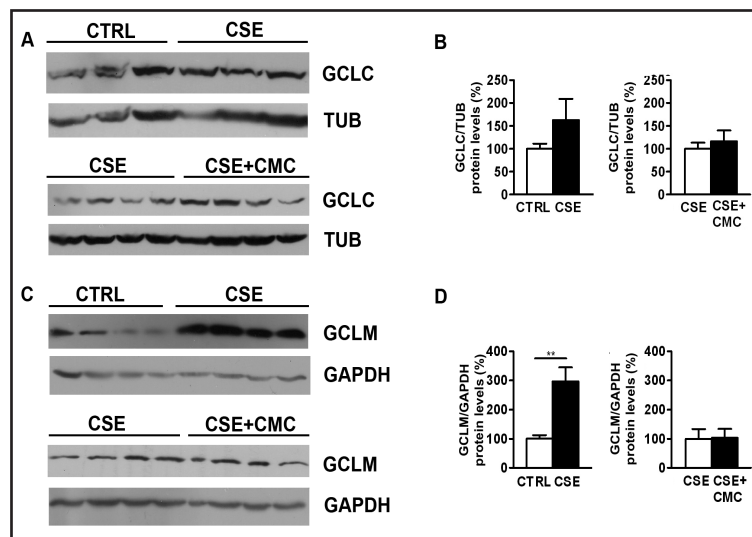 A
CTRL CSE
GCLC
TUB
CSE CSE+CMC
GCLC
TUB
B
GCLC/TUB
protein levels (%)
250
200
150
100
50
0
CTRL CSE
GCLC/TUB
protein levels (%)
250
200
150
100
50
0
CSE CSE+
CMC
C
CTRL CSE
GCLM
GAPDH
CSE CSE+CMC
GCLM
GAPDH
D
GCLM/GAPDH
protein levels (%)
400
300
200
100
0
**
CTRL CSE
GCLM/GAPDH
protein levels (%)
400
300
200
100
0
CSE CSE+
CMC